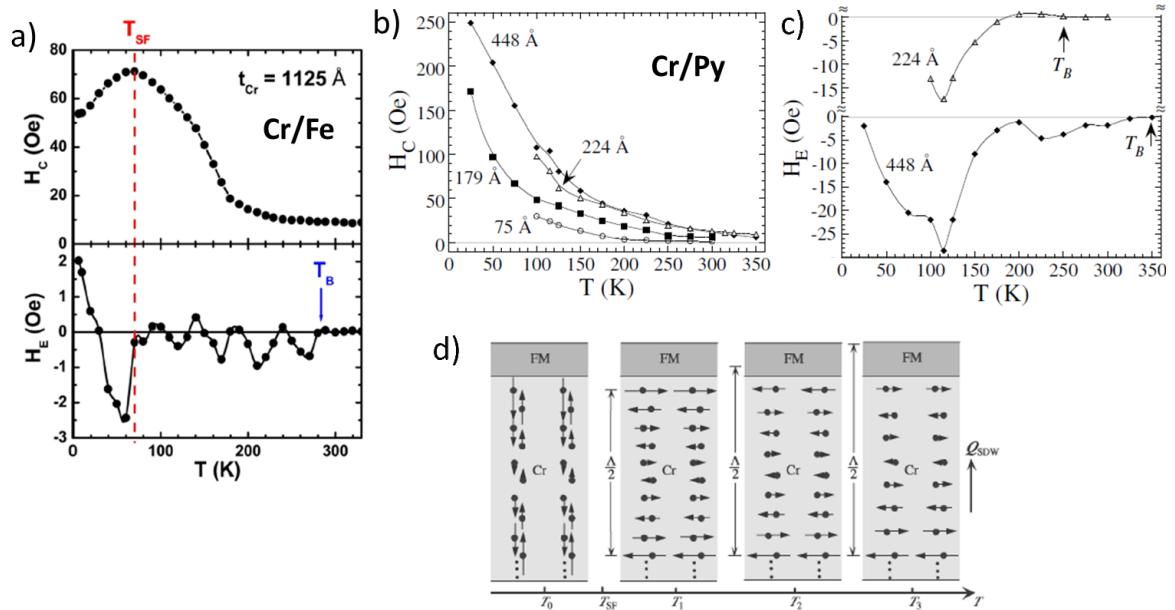 a)
T_SF
H_C (Oe)
80
60
40
20
0
t_Cr = 1125 Å
Cr/Fe
T_B
H_E (Oe)
2
1
0
-1
-2
-3
0 100 200 300
T (K)
b)
Cr/Py
H_C (Oe)
250
200
150
100
50
0
448 Å
224 Å
179 Å
75 Å
0 50 100 150 200 250 300 350
T (K)
c)
0
-5
-10
-15
224 Å
T_B
H_E (Oe)
0
-5
-10
-15
-20
-25
448 Å
T_B
0 50 100 150 200 250 300 350
T (K)
d)
FM FM FM FM
Cr Cr Cr Cr
Λ/2 Λ/2 Λ/2
Q_SDW
T_0 T_SF T_1 T_2 T_3 T